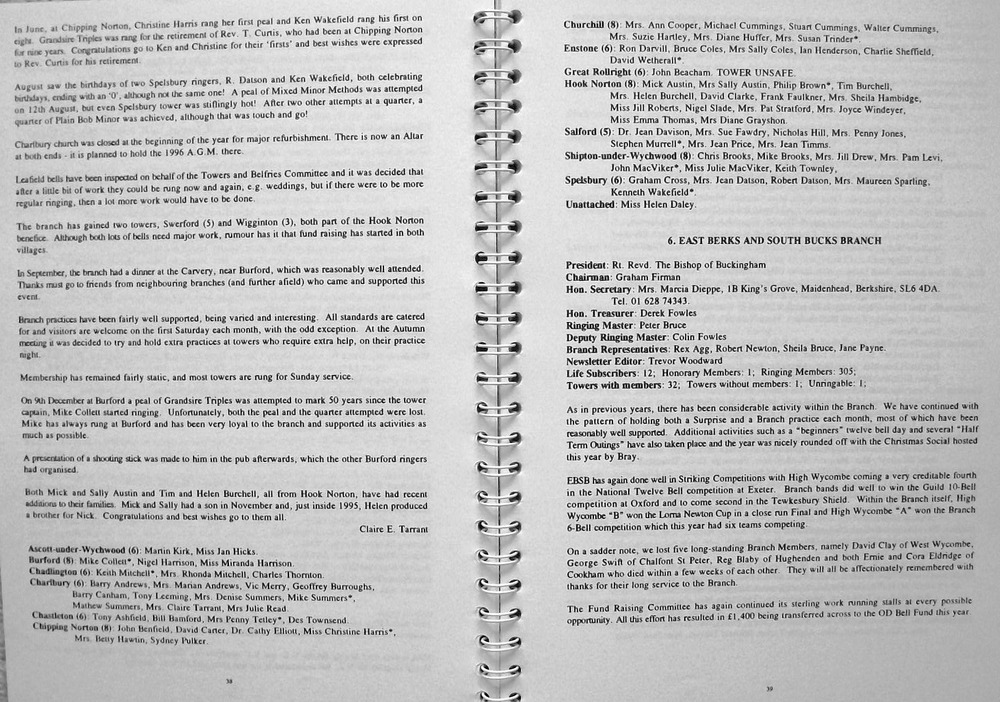 In June, at Chipping Norton, Christine Harris rang her first peal and Ken Wakefield rang his first on
eight. Grandsire Triples was rang for the retirement of Rev. T. Curtis, who had been at Chipping Norton
for nine years. Congratulations go to Ken and Christine for their 'firsts' and best wishes were expressed
to Rev. Curtis for his retirement.
August saw the birthdays of two Spelsbury ringers, R. Datson and Ken Wakefield, both celebrating
birthdays, ending with an '0', although not the same one! A peal of Mixed Minor Methods was attempted
on 12th August, but even Spelsbury tower was stiflingly hot! After two other attempts at a quarter, a
quarter of Plain Bob Minor was achieved, although that was touch and go!
Charlbury church was closed at the beginning of the year for major refurbishment. There is now an Altar
at both ends - it is planned to hold the 1996 A.G.M. there.
Leafield bells have been inspected on behalf of the Towers and Belfries Committee and it was decided that
after a little bit of work they could be rung now and again, e.g. weddings, but if there were to be more
regular ringing, then a lot more work would have to be done.
The branch has gained two towers, Swerford (5) and Wigginton (3), both part of the Hook Norton
benefice. Although both lots of bells need major work, rumour has it that fund raising has started in both
villages.
In September, the branch had a dinner at the Carvery, near Burford, which was reasonably well attended.
Thanks must go to friends from neighbouring branches (and further afield) who came and supported this
event.
Branch practices have been fairly well supported, being varied and interesting. All standards are catered
for and visitors are welcome on the first Saturday each month, with the odd exception. At the Autumn
meeting it was decided to try and hold extra practices at towers who require extra help, on their practice
night.
Membership has remained fairly static, and most towers are rung for Sunday service.
On 9th December at Burford a peal of Grandsire Triples was attempted to mark 50 years since the tower
captain, Mike Collett started ringing. Unfortunately, both the peal and the quarter attempted were lost.
Mike has always rung at Burford and has been very loyal to the branch and supported its activities as
much as possible.
A presentation of a shooting stick was made to him in the pub afterwards, which the other Burford ringers
had organised.
Both Mick and Sally Austin and Tim and Helen Burchell, all from Hook Norton, have had recent
additions to their families. Mick and Sally had a son in November and, just inside 1995, Helen produced
a brother for Nick. Congratulations and best wishes go to them all.
Claire E. Tarrant
Ascott-under-Wychwood (6): Martin Kirk, Miss Jan Hicks.
Burford (8): Mike Collett*, Nigel Harrison, Miss Miranda Harrison.
Chadlington (6): Keith Mitchell*, Mrs. Rhonda Mitchell, Charles Thornton.
Charlbury (6): Barry Andrews, Mrs. Marian Andrews, Vic Merry, Geoffrey Burroughs,
Barry Canham, Tony Leeming, Mrs. Denise Summers, Mike Summers*,
Mathew Summers, Mrs. Claire Tarrant, Mrs Julie Read.
Chastleton (6): Tony Ashfield, Bill Bamford, Mrs Penny Tetley*, Des Townsend.
Chipping Norton (8): John Benfield, David Carter, Dr. Cathy Elliott, Miss Christine Harris*,
Mrs. Betty Hawtin, Sydney Pulker.
38
Churchill (8): Mrs. Ann Cooper, Michael Cummings, Stuart Cummings, Walter Cummings,
Mrs. Suzie Hartley, Mrs. Diane Huffer, Mrs. Susan Trinder*.
Enstone (6): Ron Darvill, Bruce Coles, Mrs Sally Coles, Ian Henderson, Charlie Sheffield,
David Wetherall*.
Great Rollright (6): John Beacham. TOWER UNSAFE.
Hook Norton (8): Mick Austin, Mrs Sally Austin, Philip Brown*, Tim Burchell,
Mrs. Helen Burchell, David Clarke, Frank Faulkner, Mrs. Sheila Hambidge,
Miss Jill Roberts, Nigel Slade, Mrs. Pat Stratford, Mrs. Joyce Windeyer,
Miss Emma Thomas, Mrs Diane Grayshon.
Salford (5): Dr. Jean Davison, Mrs. Sue Fawdry, Nicholas Hill, Mrs. Penny Jones,
Stephen Murrell*, Mrs. Jean Price, Mrs. Jean Timms.
Shipton-under-Wychwood (8): Chris Brooks, Mike Brooks, Mrs. Jill Drew, Mrs. Pam Levi,
John MacViker*, Miss Julie MacViker, Keith Townley,
Spelsbury (6): Graham Cross, Mrs. Jean Datson, Robert Datson, Mrs. Maureen Sparling,
Kenneth Wakefield*.
Unattached: Miss Helen Daley.
6. EAST BERKS AND SOUTH BUCKS BRANCH
President: Rt. Revd. The Bishop of Buckingham
Chairman: Graham Firman
Hon. Secretary: Mrs. Marcia Dieppe, 1B King's Grove, Maidenhead, Berkshire, SL6 4DA.
Tel. 01 628 74343.
Hon. Treasurer: Derek Fowles
Ringing Master: Peter Bruce
Deputy Ringing Master: Colin Fowles
Branch Representatives: Rex Agg, Robert Newton, Sheila Bruce, Jane Payne.
Newsletter Editor: Trevor Woodward
Life Subscribers: 12; Honorary Members: 1; Ringing Members: 305;
Towers with members: 32; Towers without members: 1; Unringable: 1;
As in previous years, there has been considerable activity within the Branch. We have continued with
the pattern of holding both a Surprise and a Branch practice each month, most of which have been
reasonably well supported. Additional activities such as a "beginners" twelve bell day and several "Half
Term Outings" have also taken place and the year was nicely rounded off with the Christmas Social hosted
this year by Bray.
EBSB has again done well in Striking Competitions with High Wycombe coming a very creditable fourth
in the National Twelve Bell competition at Exeter. Branch bands did well to win the Guild 10-Bell
competition at Oxford and to come second in the Tewkesbury Shield. Within the Branch itself, High
Wycombe "B" won the Lorna Newton Cup in a close run Final and High Wycombe "A" won the Branch
6-Bell competition which this year had six teams competing.
On a sadder note, we lost five long-standing Branch Members, namely David Clay of West Wycombe,
George Swift of Chalfont St Peter, Reg Blaby of Hughenden and both Ernie and Cora Eldridge of
Cookham who died within a few weeks of each other. They will all be affectionately remembered with
thanks for their long service to the Branch.
The Fund Raising Committee has again continued its sterling work running stalls at every possible
opportunity. All this effort has resulted in £1,400 being transferred across to the OD Bell Fund this year.
39